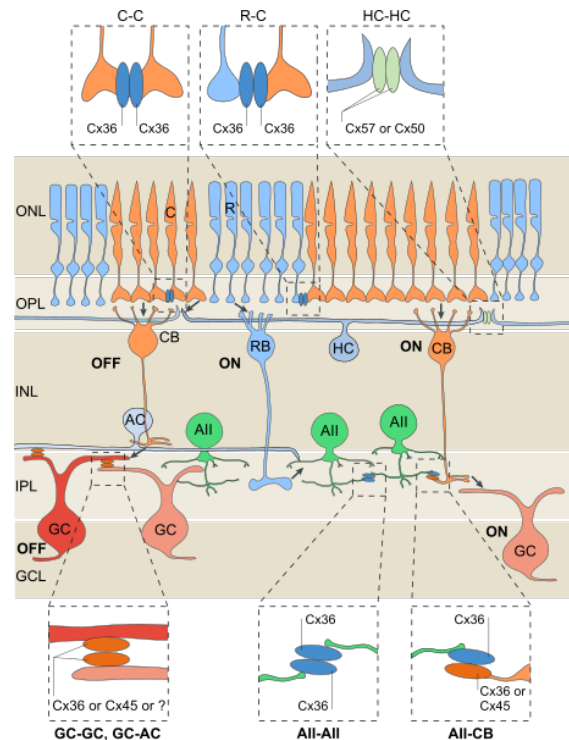 C-C
R-C
HC-HC
Cx36 Cx36
Cx36 Cx36
Cx57 or Cx50
ONL
C
R
OPL
OFF
CB
ON
RB
HC
ON
CB
INL
AC
AII
AII
AII
IPL
GC
GC
OFF
ON
GC
GCL
Cx36 or Cx45 or ?
GC-GC, GC-AC
Cx36
Cx36
AII-AII
Cx36
Cx36 or
Cx45
AII-CB